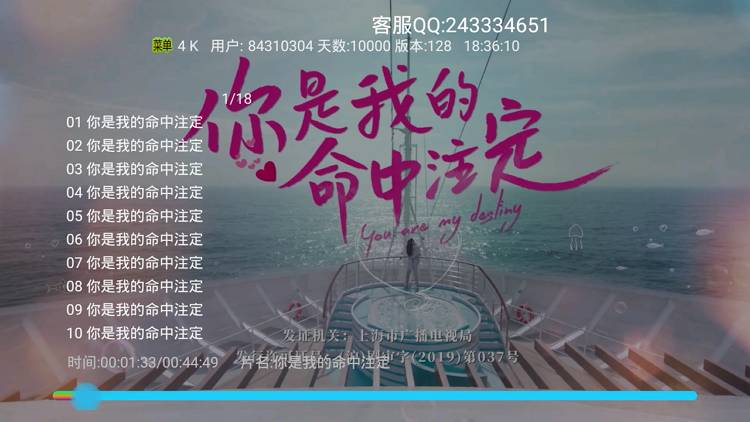 客服QQ:243334651
菜单 4 K 用户: 84310304 天数:10000 版本:128 18:36:10
1/18
你是我的
命中注定
You are my destiny
01 你是我的命中注定
02 你是我的命中注定
03 你是我的命中注定
04 你是我的命中注定
05 你是我的命中注定
06 你是我的命中注定
07 你是我的命中注定
08 你是我的命中注定
09 你是我的命中注定
10 你是我的命中注定
发证机关：上海市广播电视局
审字(2019)第037号
时间:00:01:33/00:44:49 片名:你是我的命中注定